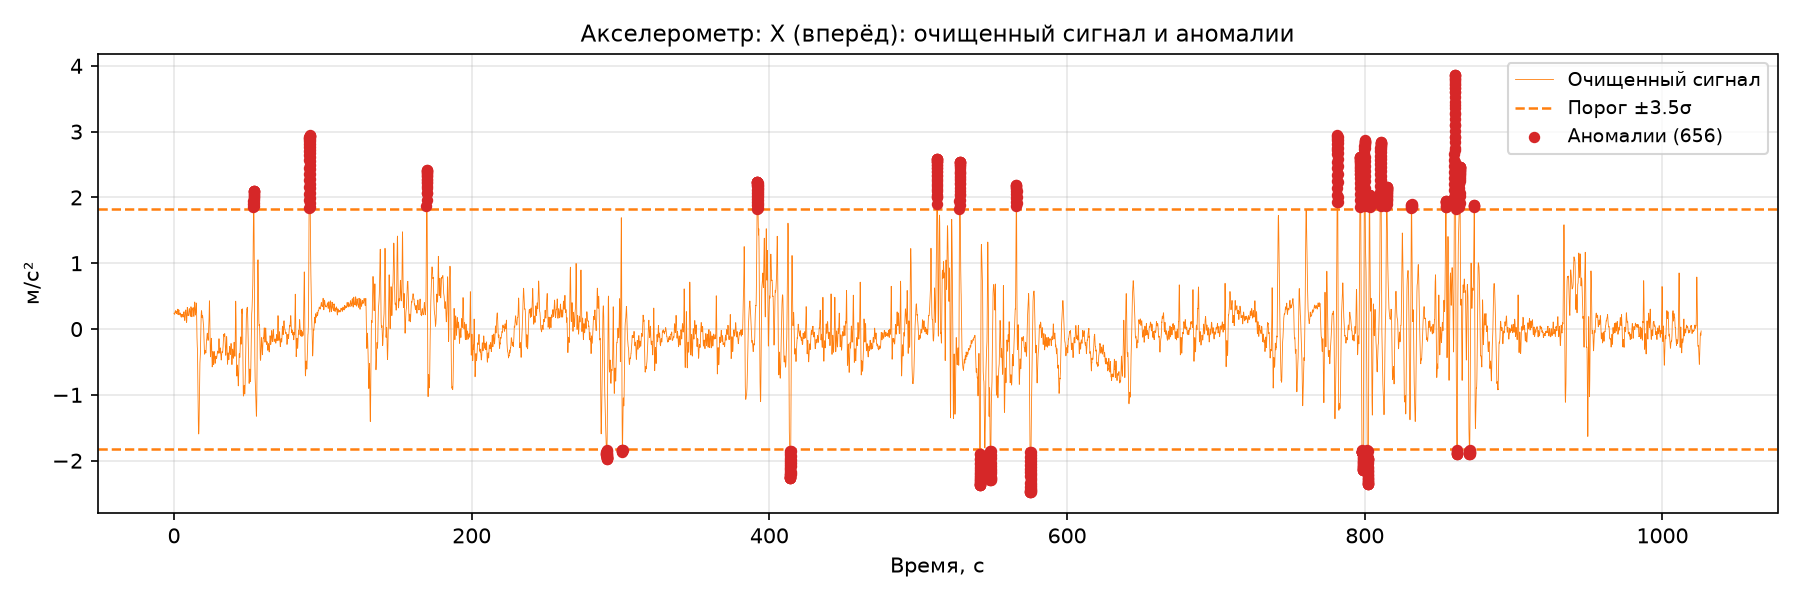 Акселерометр: X (вперёд): очищенный сигнал и аномалии
Очищенный сигнал
Порог ±3.5σ
Аномалии (656)
м/с²
4
3
2
1
0
−1
−2
0 200 400 600 800 1000
Время, с